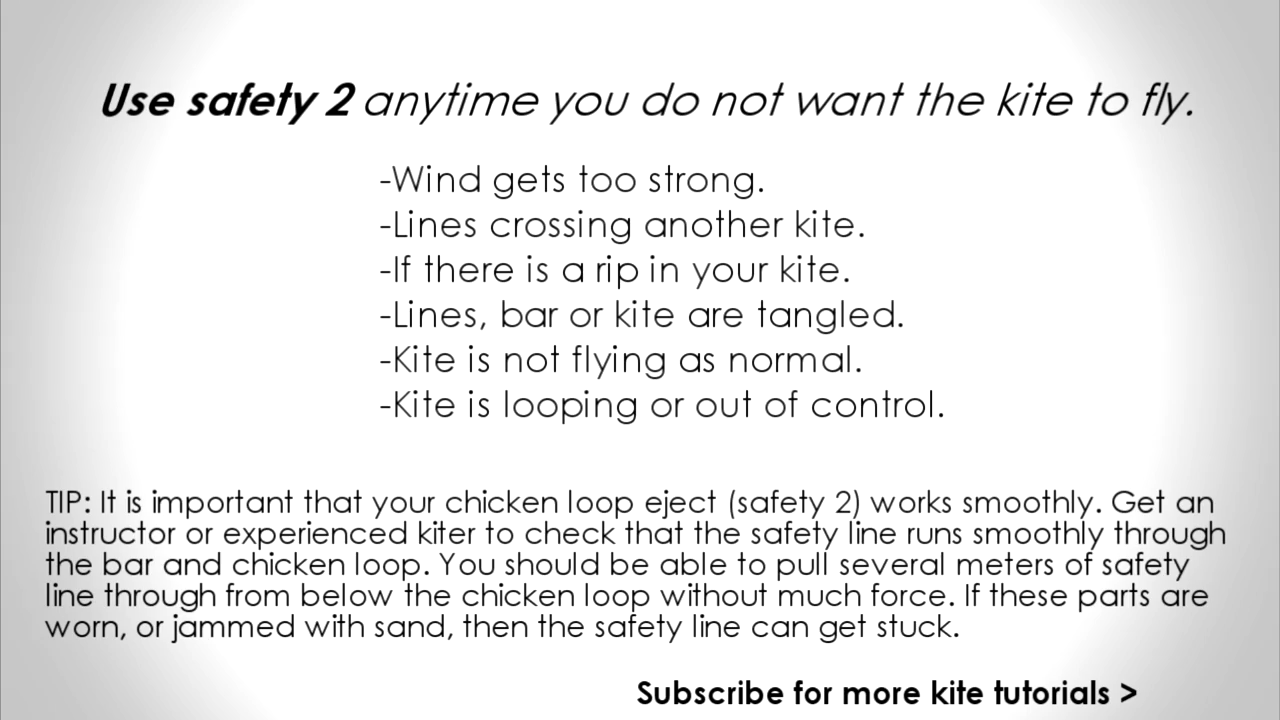 Use safety 2 anytime you do not want the kite to fly.
-Wind gets too strong.
-Lines crossing another kite.
-If there is a rip in your kite.
-Lines, bar or kite are tangled.
-Kite is not flying as normal.
-Kite is looping or out of control.
TIP: It is important that your chicken loop eject (safety 2) works smoothly. Get an
instructor or experienced kiter to check that the safety line runs smoothly through
the bar and chicken loop. You should be able to pull several meters of safety
line through from below the chicken loop without much force. If these parts are
worn, or jammed with sand, then the safety line can get stuck.
Subscribe for more kite tutorials >